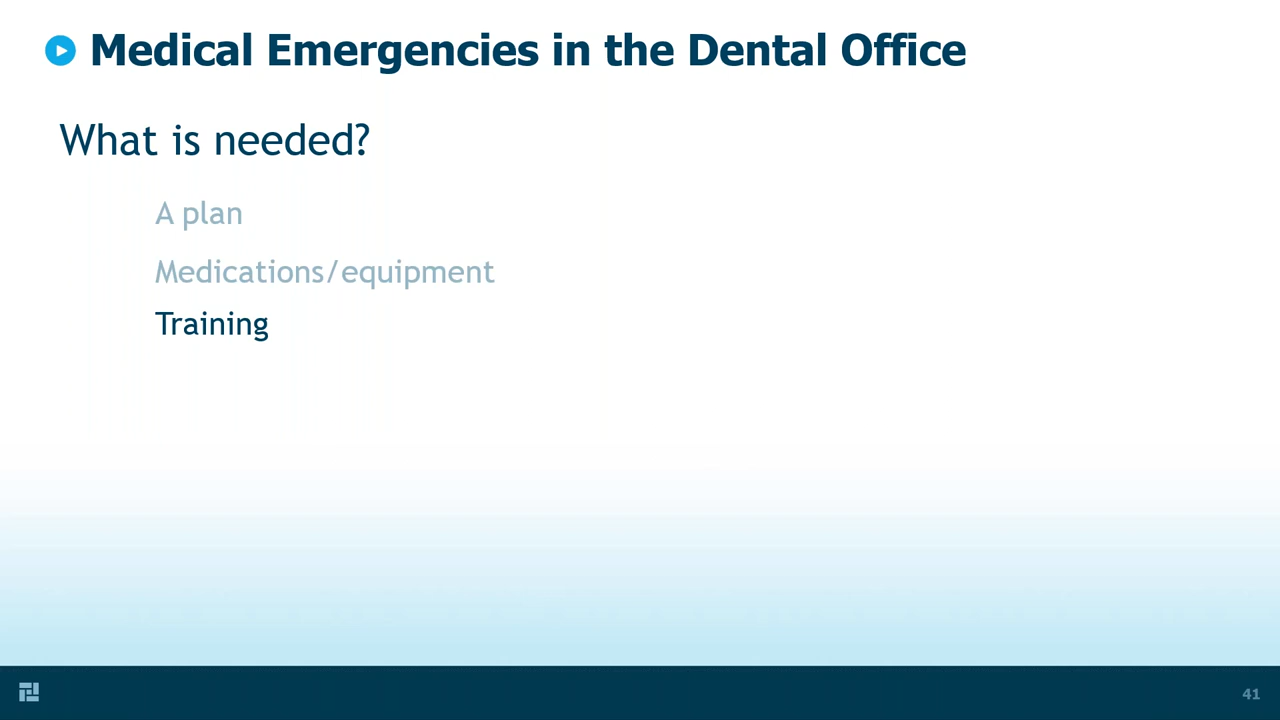 Medical Emergencies in the Dental Office
What is needed?
A plan
Medications/equipment
Training
41